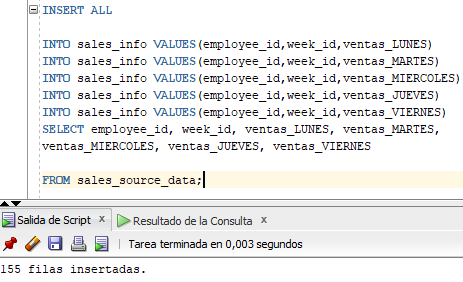 INSERT ALL
INTO sales_info VALUES(employee_id,week_id,ventas_LUNES)
INTO sales_info VALUES(employee_id,week_id,ventas_MARTES)
INTO sales_info VALUES(employee_id,week_id,ventas_MIERCOLES)
INTO sales_info VALUES(employee_id,week_id,ventas_JUEVES)
INTO sales_info VALUES(employee_id,week_id,ventas_VIERNES)
SELECT employee_id, week_id, ventas_LUNES, ventas_MARTES,
ventas_MIERCOLES, ventas_JUEVES, ventas_VIERNES
FROM sales_source_data;
Salida de Script x Resultado de la Consulta x
Tarea terminada en 0,003 segundos
155 filas insertadas.